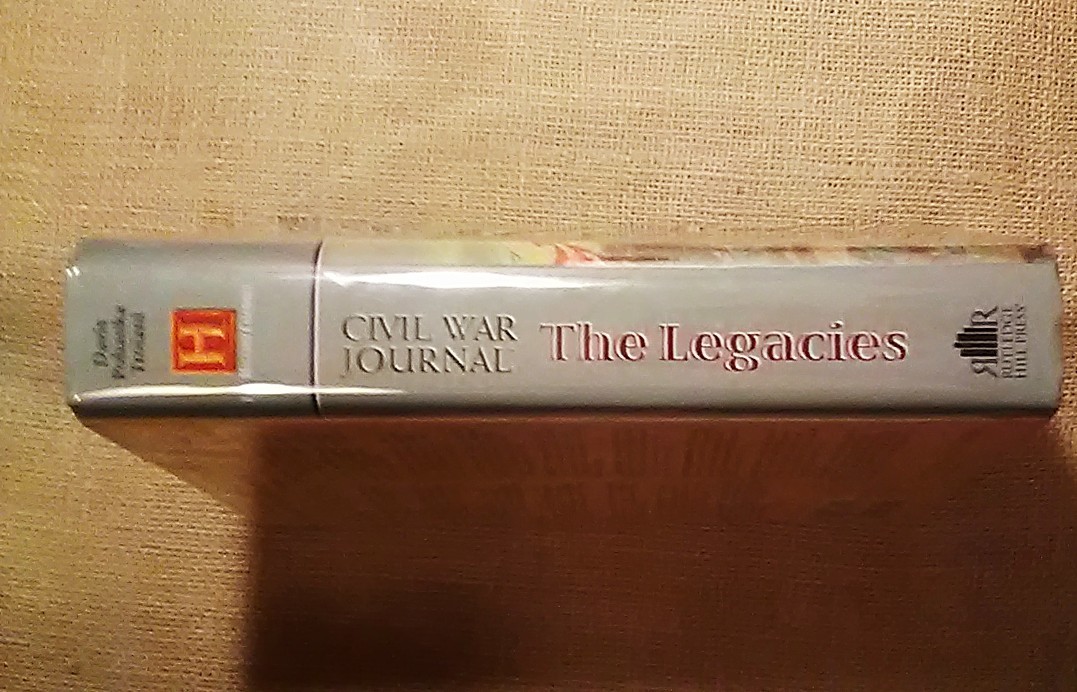 Davis
Pohanka
Troiani
H
CIVIL WAR
JOURNAL
The Legacies
RUTLEDGE
HILL PRESS